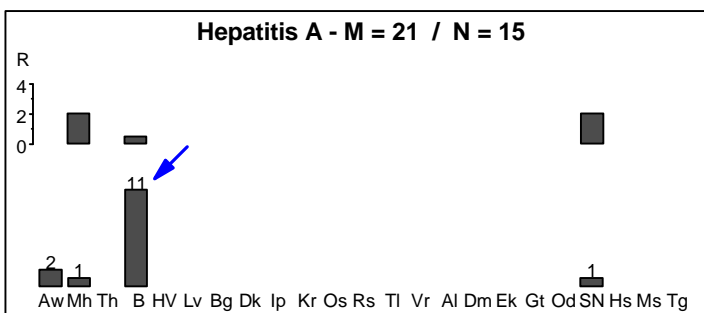 Hepatitis A - M = 21 / N = 15
R
4
2
0
11
2
1
1
Aw Mh Th B HV Lv Bg Dk Ip Kr Os Rs Tl Vr Al Dm Ek Gt Od SN Hs Ms Tg